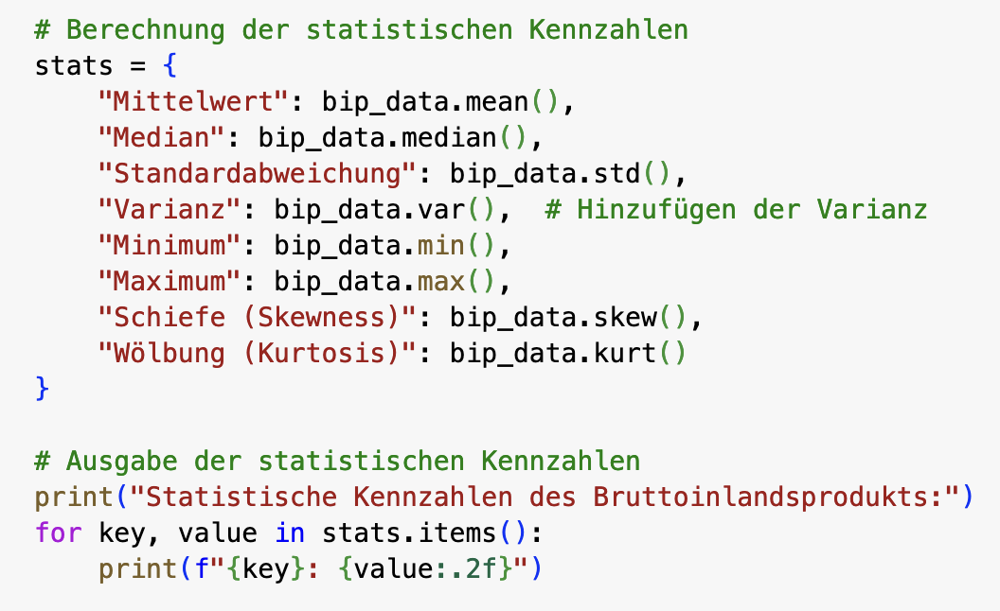 # Berechnung der statistischen Kennzahlen
stats = {
    "Mittelwert": bip_data.mean(),
    "Median": bip_data.median(),
    "Standardabweichung": bip_data.std(),
    "Varianz": bip_data.var(),  # Hinzufügen der Varianz
    "Minimum": bip_data.min(),
    "Maximum": bip_data.max(),
    "Schiefe (Skewness)": bip_data.skew(),
    "Wölbung (Kurtosis)": bip_data.kurt()
}

# Ausgabe der statistischen Kennzahlen
print("Statistische Kennzahlen des Bruttoinlandsprodukts:")
for key, value in stats.items():
    print(f"{key}: {value:.2f}")